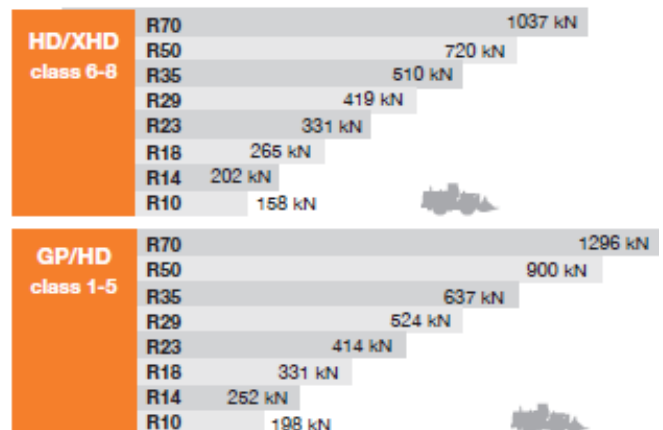 HD/XHD
class 6-8
R70 1037 kN
R50 720 kN
R35 510 kN
R29 419 kN
R23 331 kN
R18 265 kN
R14 202 kN
R10 158 kN
GP/HD
class 1-5
R70 1296 kN
R50 900 kN
R35 637 kN
R29 524 kN
R23 414 kN
R18 331 kN
R14 252 kN
R10 198 kN